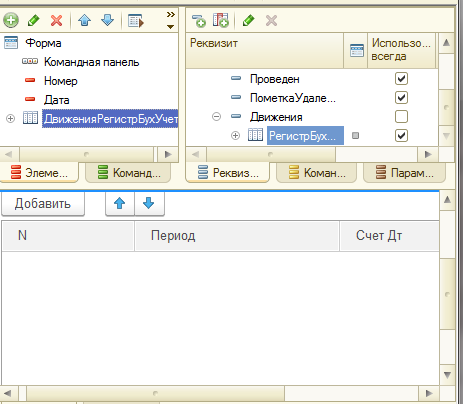 Форма
Командная панель
Номер
Дата
ДвиженияРегистрБухУчет
Элеме...
Команд...
Реквизит
Использо...
всегда
Проведен
ПометкаУдале...
Движения
РегистрБух...
Реквиз...
Коман...
Парам...
Добавить
N
Период
Счет Дт